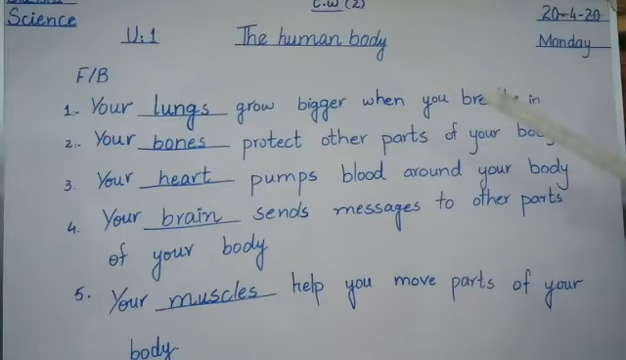 C.W (2)
Science
20-4-20
U:1 The human body
Monday
F/B
1- Your lungs grow bigger when you in
2- Your bones protect other parts of your
3. Your heart pumps blood around your body
4. Your brain sends messages to other parts
of your body
5. Your muscles help you move parts of your
body